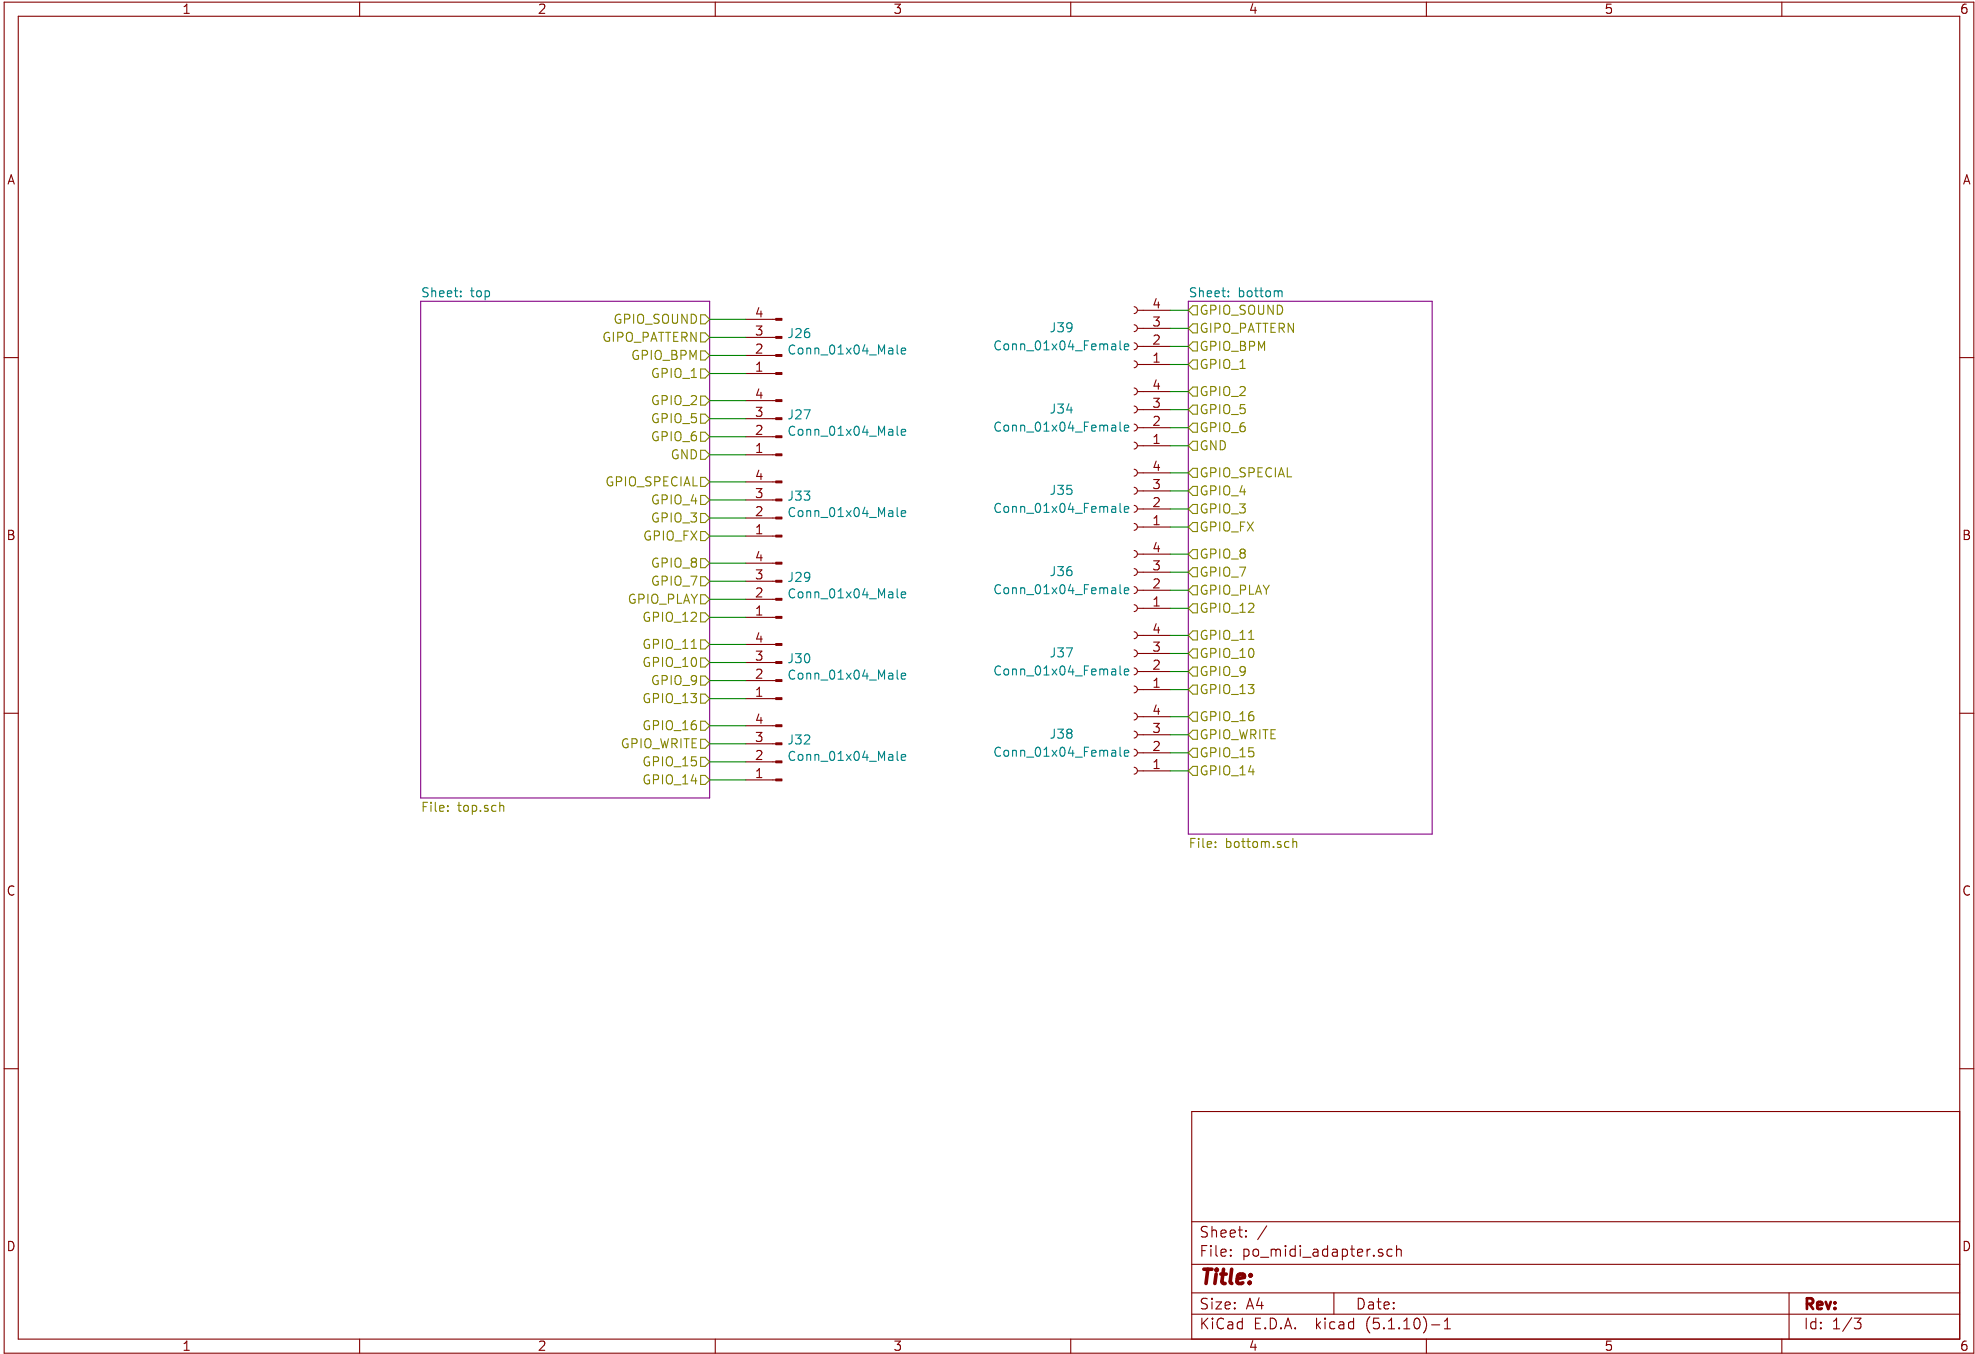 1 2 3 4 5 6
A A
B B
C C
D D
Sheet: top
GPIO_SOUND 4
GIPO_PATTERN 3
GPIO_BPM 2
GPIO_1 1
J26
Conn_01x04_Male
GPIO_2 4
GPIO_5 3
GPIO_6 2
GND 1
J27
Conn_01x04_Male
GPIO_SPECIAL 4
GPIO_4 3
GPIO_3 2
GPIO_FX 1
J33
Conn_01x04_Male
GPIO_8 4
GPIO_7 3
GPIO_PLAY 2
GPIO_12 1
J29
Conn_01x04_Male
GPIO_11 4
GPIO_10 3
GPIO_9 2
GPIO_13 1
J30
Conn_01x04_Male
GPIO_16 4
GPIO_WRITE 3
GPIO_15 2
GPIO_14 1
J32
Conn_01x04_Male
File: top.sch
Sheet: bottom
J39
Conn_01x04_Female
4 GPIO_SOUND
3 GIPO_PATTERN
2 GPIO_BPM
1 GPIO_1
J34
Conn_01x04_Female
4 GPIO_2
3 GPIO_5
2 GPIO_6
1 GND
J35
Conn_01x04_Female
4 GPIO_SPECIAL
3 GPIO_4
2 GPIO_3
1 GPIO_FX
J36
Conn_01x04_Female
4 GPIO_8
3 GPIO_7
2 GPIO_PLAY
1 GPIO_12
J37
Conn_01x04_Female
4 GPIO_11
3 GPIO_10
2 GPIO_9
1 GPIO_13
J38
Conn_01x04_Female
4 GPIO_16
3 GPIO_WRITE
2 GPIO_15
1 GPIO_14
File: bottom.sch
Sheet: /
File: po_midi_adapter.sch
Title:
Size: A4 Date: Rev:
KiCad E.D.A. kicad (5.1.10)-1 Id: 1/3
1 2 3 4 5 6